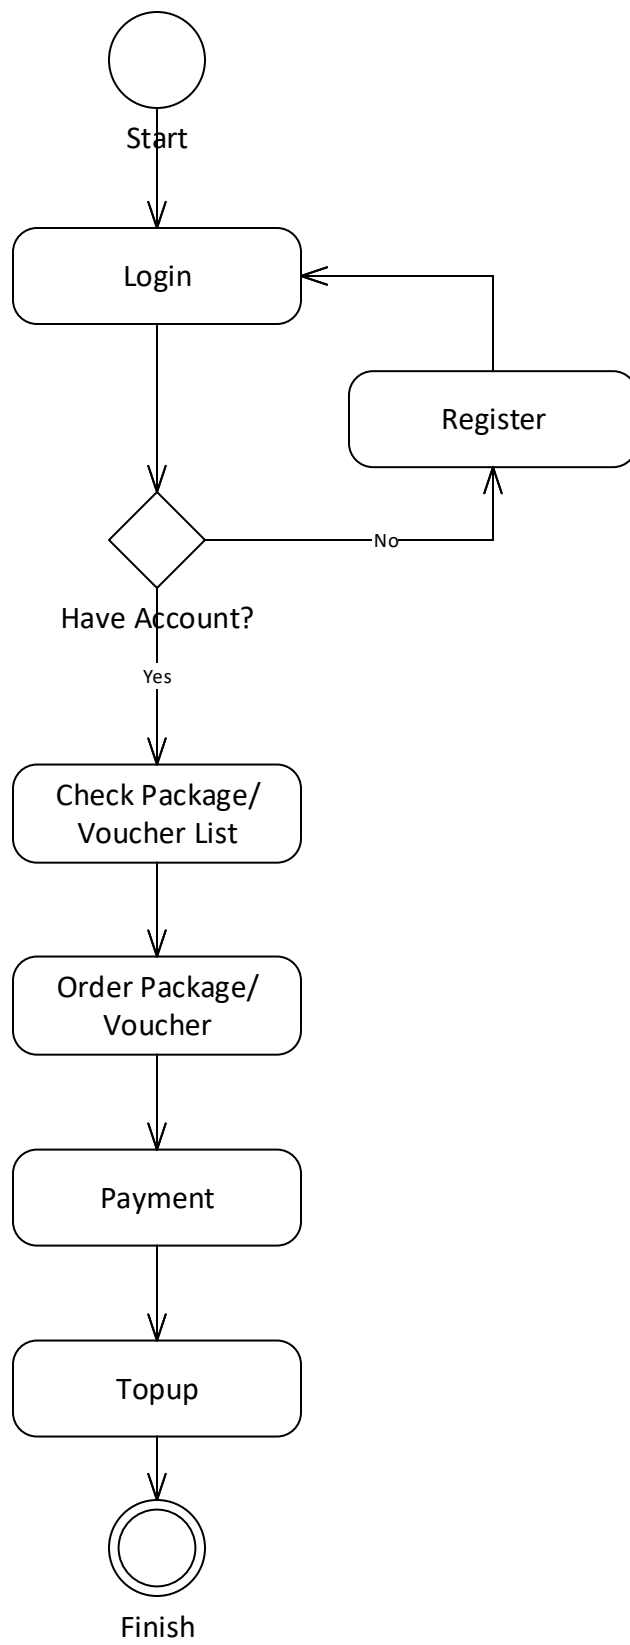 Start
Login
Register
No
Have Account?
Yes
Check Package/
Voucher List
Order Package/
Voucher
Payment
Topup
Finish